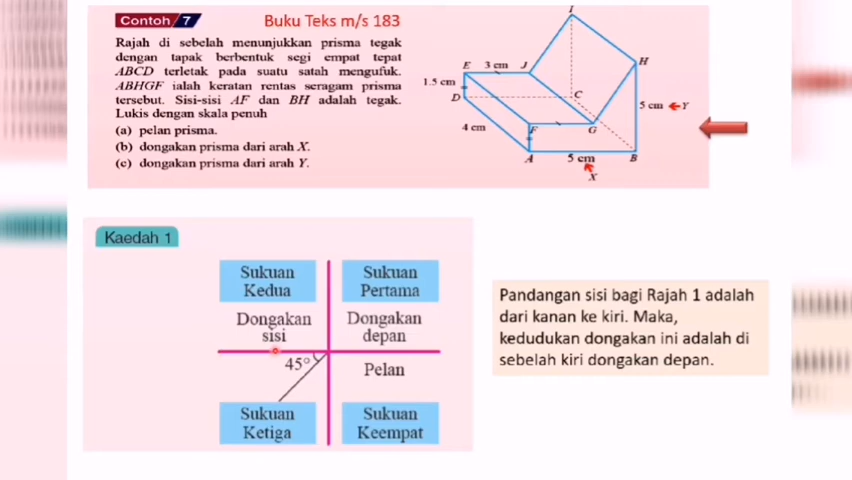 Contoh 7
Buku Teks m/s 183
Rajah di sebelah menunjukkan prisma tegak
dengan tapak berbentuk segi empat tepat
ABCD terletak pada suatu satah mengufuk.
ABHGF ialah keratan rentas seragam prisma
tersebut. Sisi-sisi AF dan BH adalah tegak.
Lukis dengan skala penuh
(a) pelan prisma.
(b) dongakan prisma dari arah X.
(c) dongakan prisma dari arah Y.
I
E 3 cm J
H
1.5 cm
D
C
5 cm
Y
4 cm
F
G
A
5 cm
B
X
Kaedah 1
Sukuan
Kedua
Sukuan
Pertama
Dongakan
sisi
Dongakan
depan
45°
Pelan
Sukuan
Ketiga
Sukuan
Keempat
Pandangan sisi bagi Rajah 1 adalah
dari kanan ke kiri. Maka,
kedudukan dongakan ini adalah di
sebelah kiri dongakan depan.